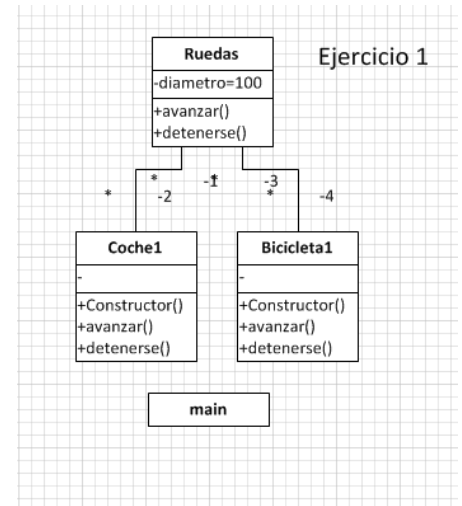 Ejercicio 1
Ruedas
-diametro=100
+avanzar()
+detenerse()
* -1 * -3
* -2 * -4
Coche1
-
+Constructor()
+avanzar()
+detenerse()
Bicicleta1
-
+Constructor()
+avanzar()
+detenerse()
main